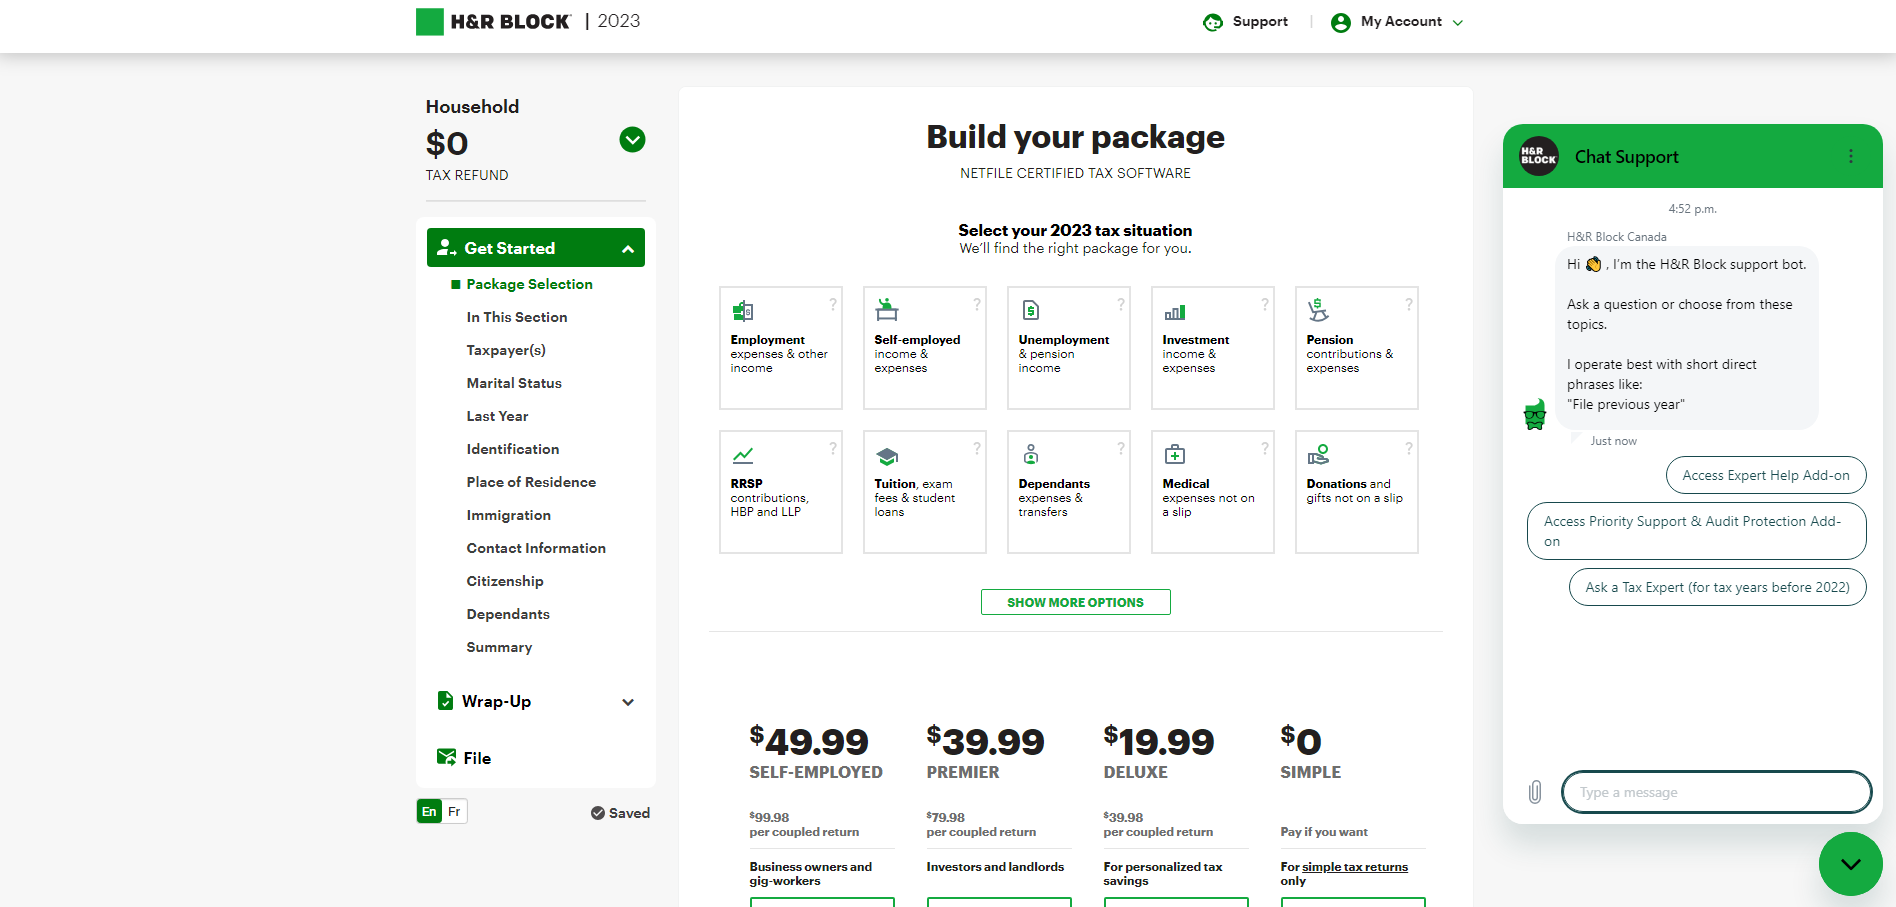 H&R BLOCK | 2023
Support
My Account
Household
$0
TAX REFUND
Get Started
Package Selection
In This Section
Taxpayer(s)
Marital Status
Last Year
Identification
Place of Residence
Immigration
Contact Information
Citizenship
Dependants
Summary
Wrap-Up
File
En Fr
Saved
Build your package
NETFILE CERTIFIED TAX SOFTWARE
Select your 2023 tax situation
We'll find the right package for you.
?
Employment
expenses & other
income
?
Self-employed
income &
expenses
?
Unemployment
& pension
income
?
Investment
income &
expenses
?
Pension
contributions &
expenses
?
RRSP
contributions,
HBP and LLP
?
Tuition, exam
fees & student
loans
?
Dependants
expenses &
transfers
?
Medical
expenses not on
a slip
?
Donations and
gifts not on a slip
SHOW MORE OPTIONS
$49.99
SELF-EMPLOYED
$99.98
per coupled return
Business owners and
gig-workers
$39.99
PREMIER
$79.98
per coupled return
Investors and landlords
$19.99
DELUXE
$39.98
per coupled return
For personalized tax
savings
$0
SIMPLE
Pay if you want
For simple tax returns
only
H&R
BLOCK
Chat Support
4:52 p.m.
H&R Block Canada
Hi 👋 , I'm the H&R Block support bot.
Ask a question or choose from these
topics.
I operate best with short direct
phrases like:
"File previous year"
Just now
Access Expert Help Add-on
Access Priority Support & Audit Protection Add-
on
Ask a Tax Expert (for tax years before 2022)
Type a message